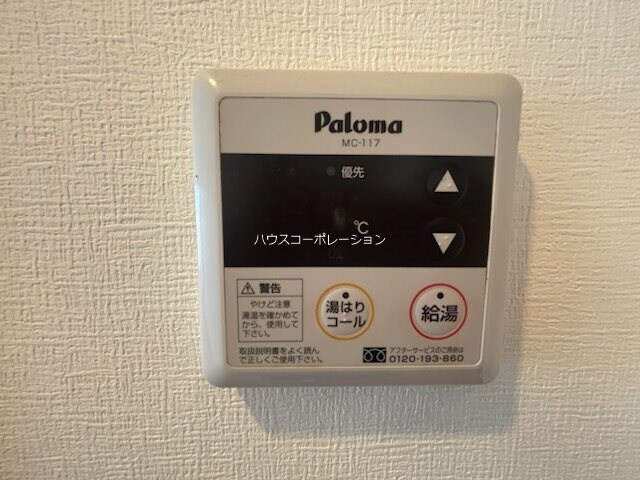 Paloma
MC-117
優先
℃
ハウスコーポレーション
警告
やけど注意
湯温を確かめて
から、使用して
下さい。
取扱説明書をよく読ん
で正しくご使用下さい。
湯はり
コール
給湯
アフターサービスのご用命は
0120-193-860